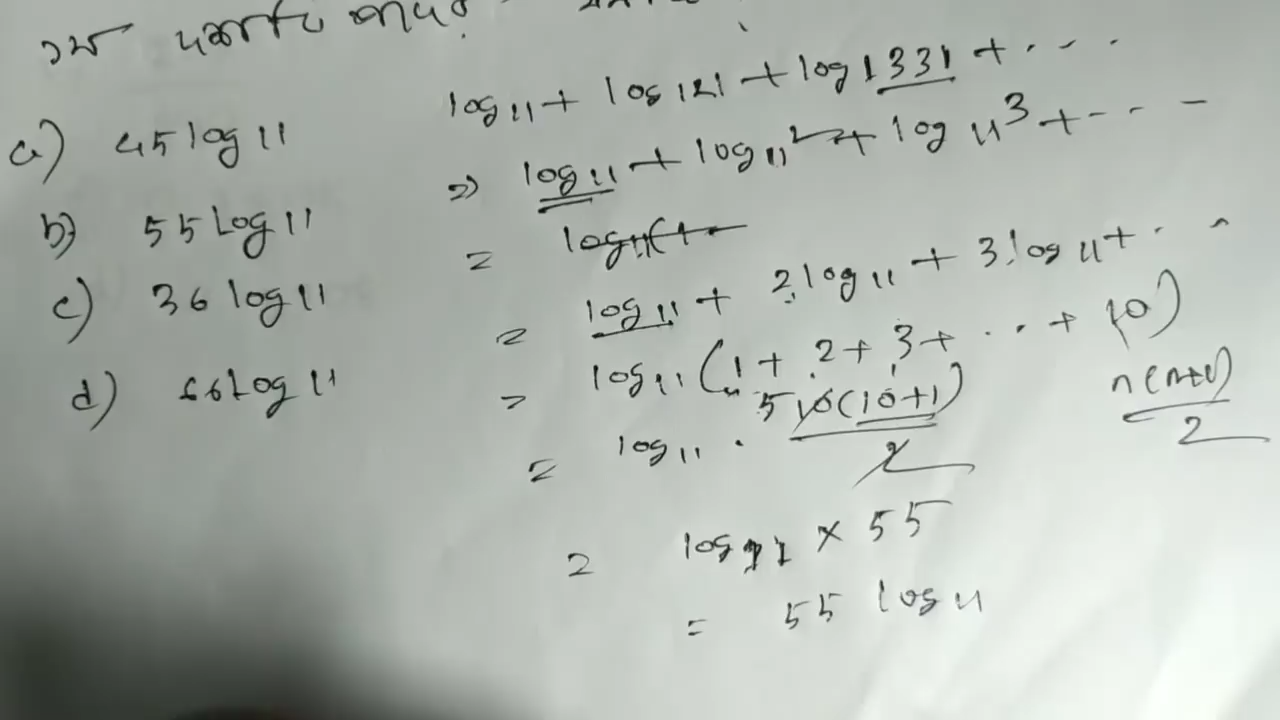 log 11 + log 121 + log 1331 + . . .
a) 45 log 11
⇒ log 11 + log 11² + log 11³ + - - -
b) 55 log 11
= log 11 (1 +
c) 36 log 11
= log 11 + 2 log 11 + 3 log 11 + . . .
d) 66 log 11
= log 11 (1 + 2 + 3 + . . . + 10)
= log 11 . 5 10(10+1) / 2
n(n+1) / 2
= log 11 × 55
= 55 log 11